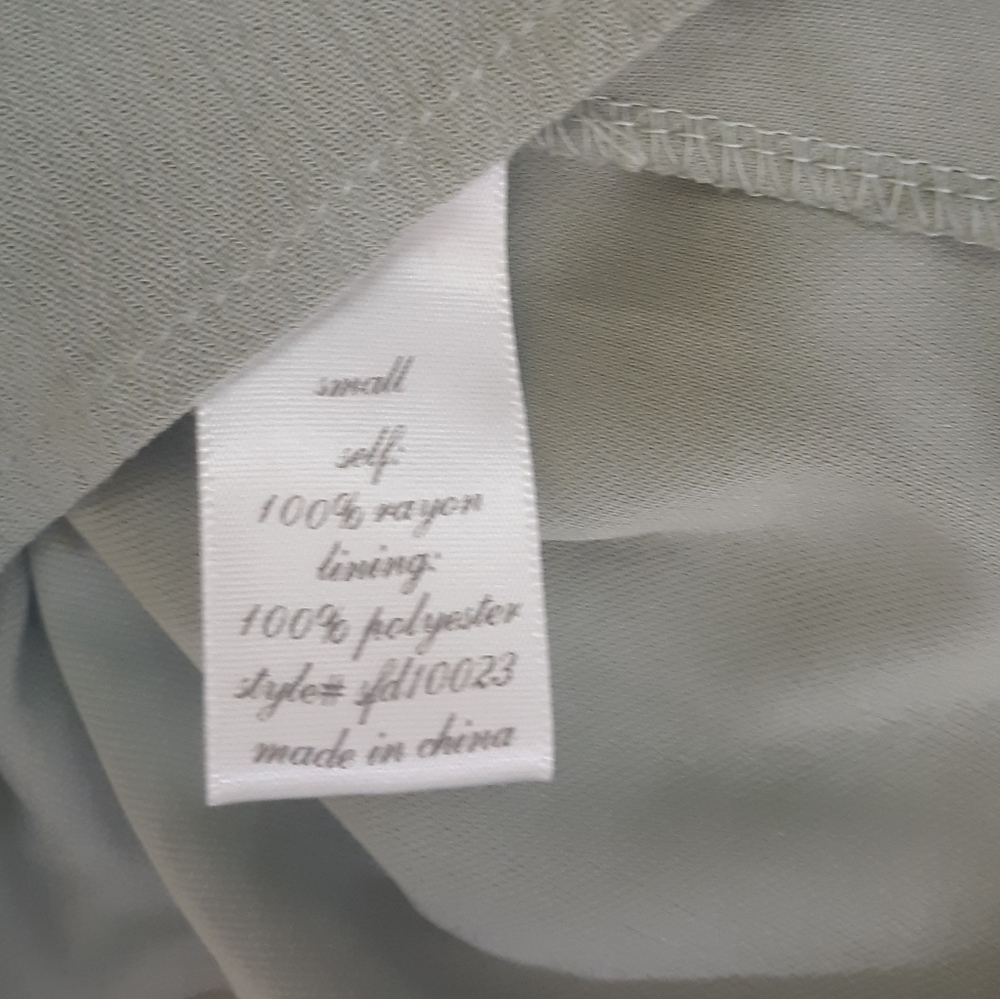 small
self:
100% rayon
lining:
100% polyester
style# sfd10023
made in china